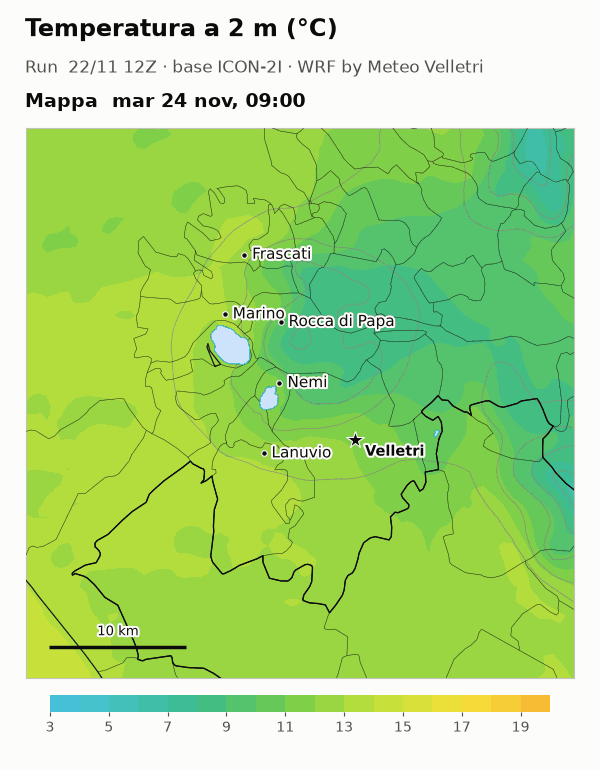 Temperatura a 2 m (°C)
Run  22/11 12Z · base ICON-2I · WRF by Meteo Velletri
Mappa  mar 24 nov, 09:00
Frascati
Marino
Rocca di Papa
Nemi
Velletri
Lanuvio
10 km
3 5 7 9 11 13 15 17 19